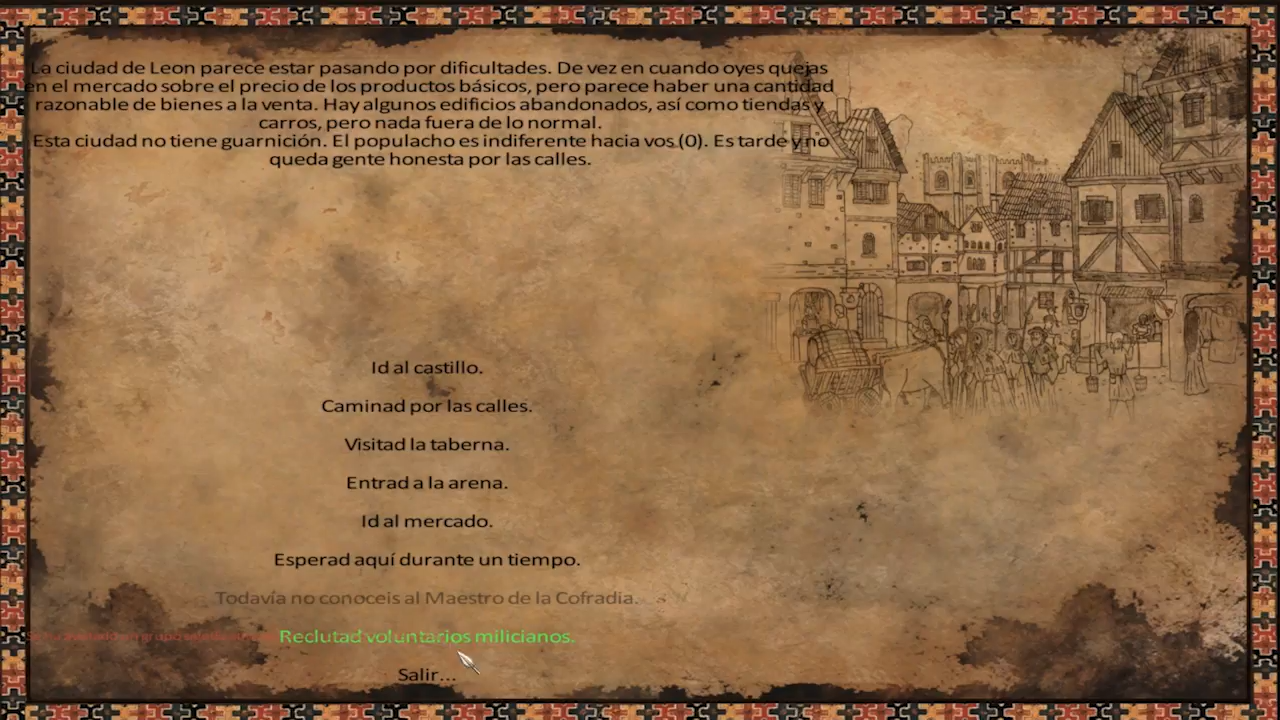 La ciudad de Leon parece estar pasando por dificultades. De vez en cuando oyes quejas
en el mercado sobre el precio de los productos básicos, pero parece haber una cantidad
razonable de bienes a la venta. Hay algunos edificios abandonados, así como tiendas y
carros, pero nada fuera de lo normal.
Esta ciudad no tiene guarnición. El populacho es indiferente hacia vos (0). Es tarde y no
queda gente honesta por las calles.
Id al castillo.
Caminad por las calles.
Visitad la taberna.
Entrad a la arena.
Id al mercado.
Esperad aquí durante un tiempo.
Todavía no conoceis al Maestro de la Cofradia.
Reclutad voluntarios milicianos.
Salir...